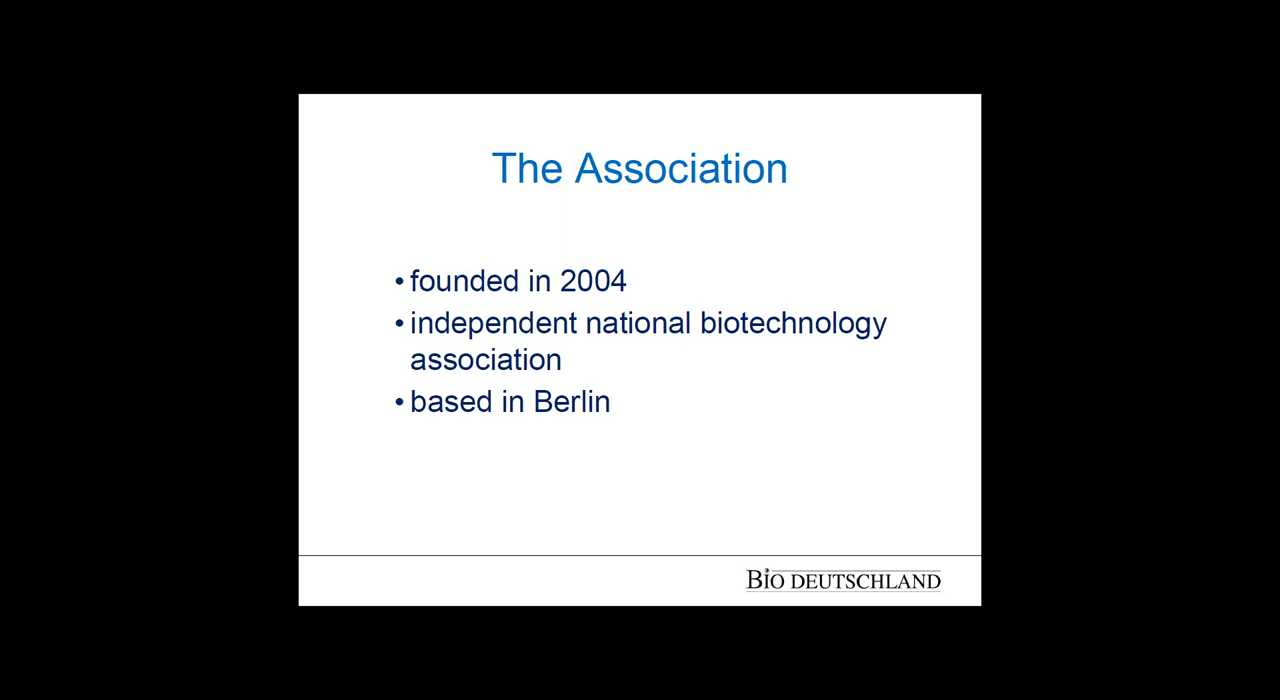 The Association
• founded in 2004
• independent national biotechnology
association
• based in Berlin
BIO DEUTSCHLAND